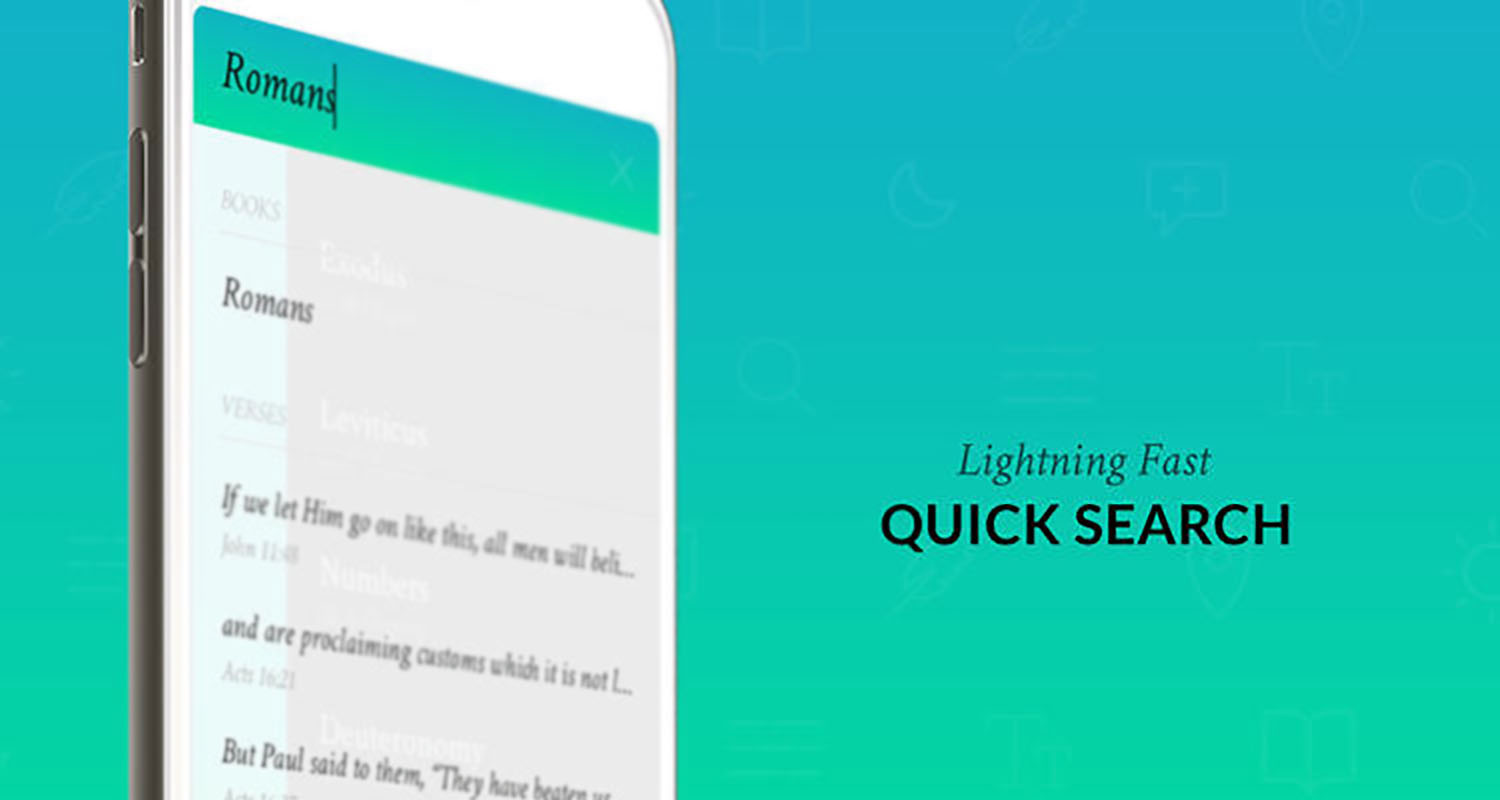 Romans
X
BOOKS
Exodus
Romans
VERSES
Leviticus
If we let Him go on like this, all men will beli...
John 11:48
Numbers
and are proclaiming customs which it is not l...
Acts 16:21
Deuteronomy
But Paul said to them, “They have beaten
Lightning Fast
QUICK SEARCH